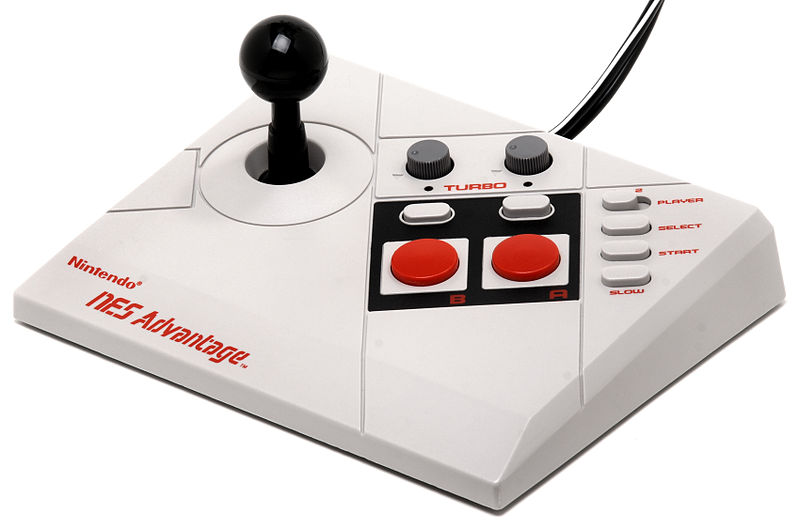 Nintendo®
NES Advantage™
TURBO
B
A
2
PLAYER
SELECT
START
SLOW